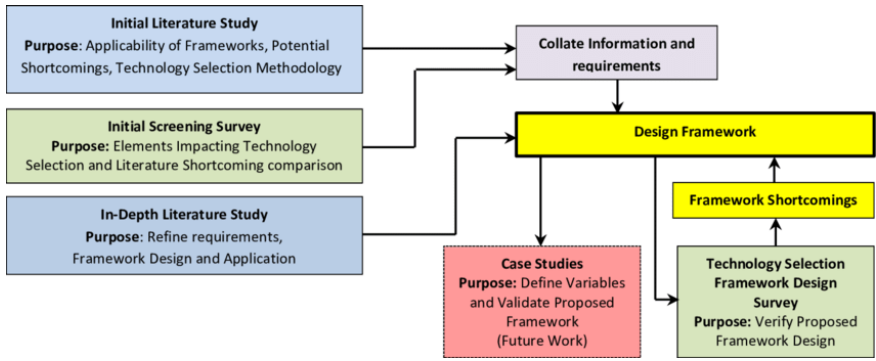 Initial Literature Study
Purpose: Applicability of Frameworks, Potential
Shortcomings, Technology Selection Methodology
Collate Information and
requirements
Initial Screening Survey
Purpose: Elements Impacting Technology
Selection and Literature Shortcoming comparison
Design Framework
In-Depth Literature Study
Purpose: Refine requirements,
Framework Design and Application
Framework Shortcomings
Case Studies
Purpose: Define Variables
and Validate Proposed
Framework
(Future Work)
Technology Selection
Framework Design
Survey
Purpose: Verify Proposed
Framework Design